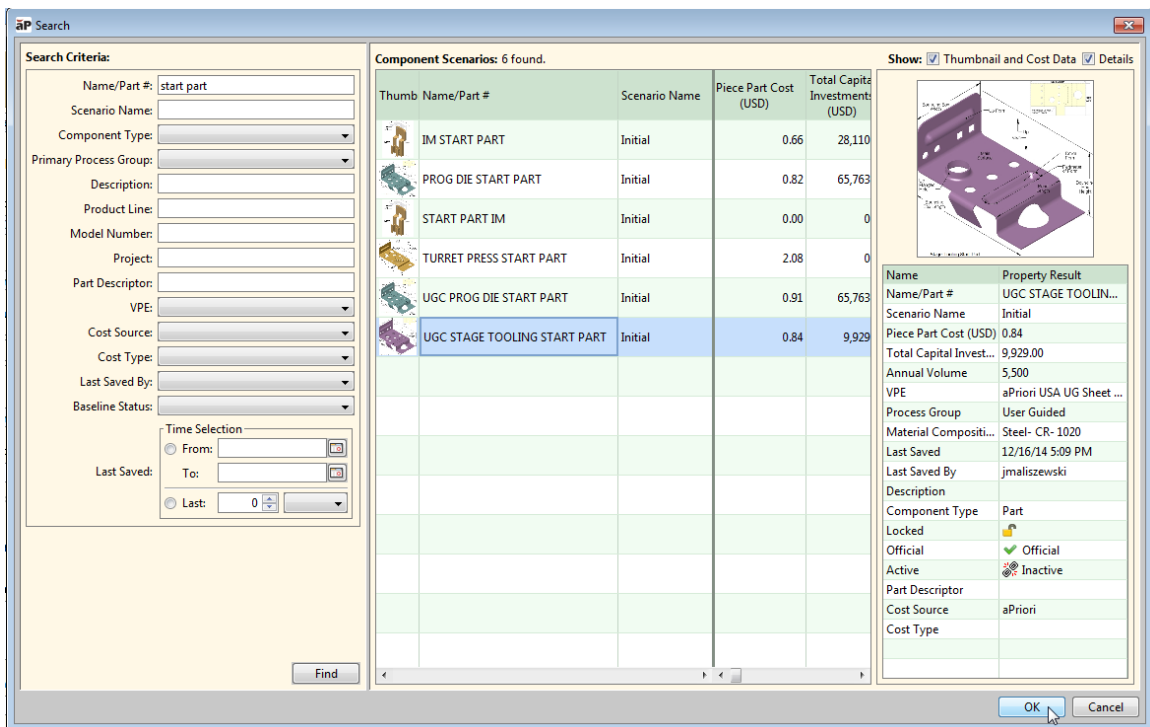 aP Search
Search Criteria:
Name/Part #: start part
Scenario Name:
Component Type:
Primary Process Group:
Description:
Product Line:
Model Number:
Project:
Part Descriptor:
VPE:
Cost Source:
Cost Type:
Last Saved By:
Baseline Status:
Last Saved:
Time Selection
From:
To:
Last: 0
Find
Component Scenarios: 6 found.
Thumb Name/Part # Scenario Name Piece Part Cost (USD) Total Capita Investment: (USD)
IM START PART Initial 0.66 28,110
PROG DIE START PART Initial 0.82 65,763
START PART IM Initial 0.00 0
TURRET PRESS START PART Initial 2.08 0
UGC PROG DIE START PART Initial 0.91 65,763
UGC STAGE TOOLING START PART Initial 0.84 9,929
Show: Thumbnail and Cost Data Details
Name Property Result
Name/Part # UGC STAGE TOOLIN...
Scenario Name Initial
Piece Part Cost (USD) 0.84
Total Capital Invest... 9,929.00
Annual Volume 5,500
VPE aPriori USA UG Sheet ...
Process Group User Guided
Material Compositi... Steel- CR- 1020
Last Saved 12/16/14 5:09 PM
Last Saved By jmaliszewski
Description
Component Type Part
Locked
Official Official
Active Inactive
Part Descriptor
Cost Source aPriori
Cost Type
OK Cancel